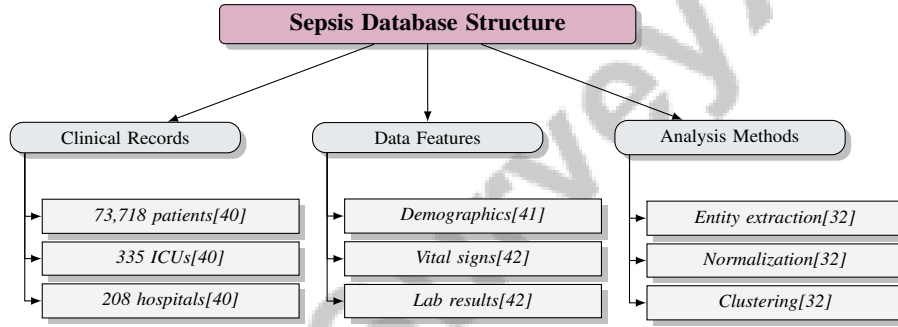 Sepsis Database Structure
Clinical Records
Data Features
Analysis Methods
73,718 patients[40]
Demographics[41]
Entity extraction[32]
335 ICUs[40]
Vital signs[42]
Normalization[32]
208 hospitals[40]
Lab results[42]
Clustering[32]